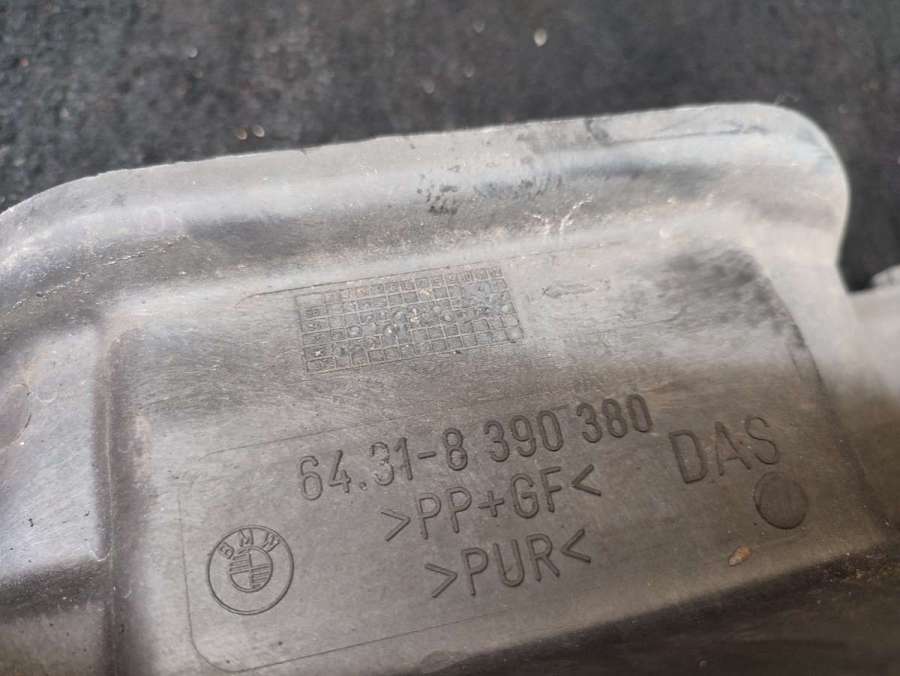 64.31-8 390 380
DAS
>PP+GF<
>PUR<
BMW